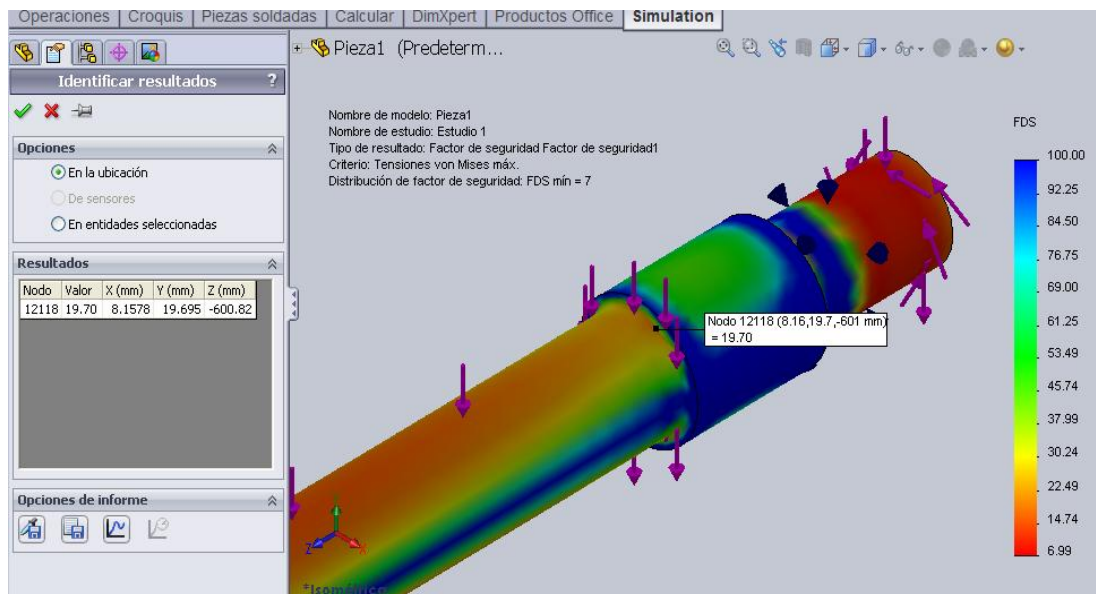 Operaciones | Croquis | Piezas soldadas | Calcular | DimXpert | Productos Office | Simulation
Pieza1 (Predeterm...
Identificar resultados ?
Nombre de modelo: Pieza1
Nombre de estudio: Estudio 1
Tipo de resultado: Factor de seguridad Factor de seguridad1
Criterio: Tensiones von Mises máx.
Distribución de factor de seguridad: FDS mín = 7
Opciones
En la ubicación
De sensores
En entidades seleccionadas
Resultados
Nodo Valor X (mm) Y (mm) Z (mm)
12118 19.70 8.1578 19.695 -600.82
Opciones de informe
Nodo 12118 (8.16,19.7,-601 mm)
= 19.70
FDS
100.00
92.25
84.50
76.75
69.00
61.25
53.49
45.74
37.99
30.24
22.49
14.74
6.99
Y
Z
X
*Isométrica